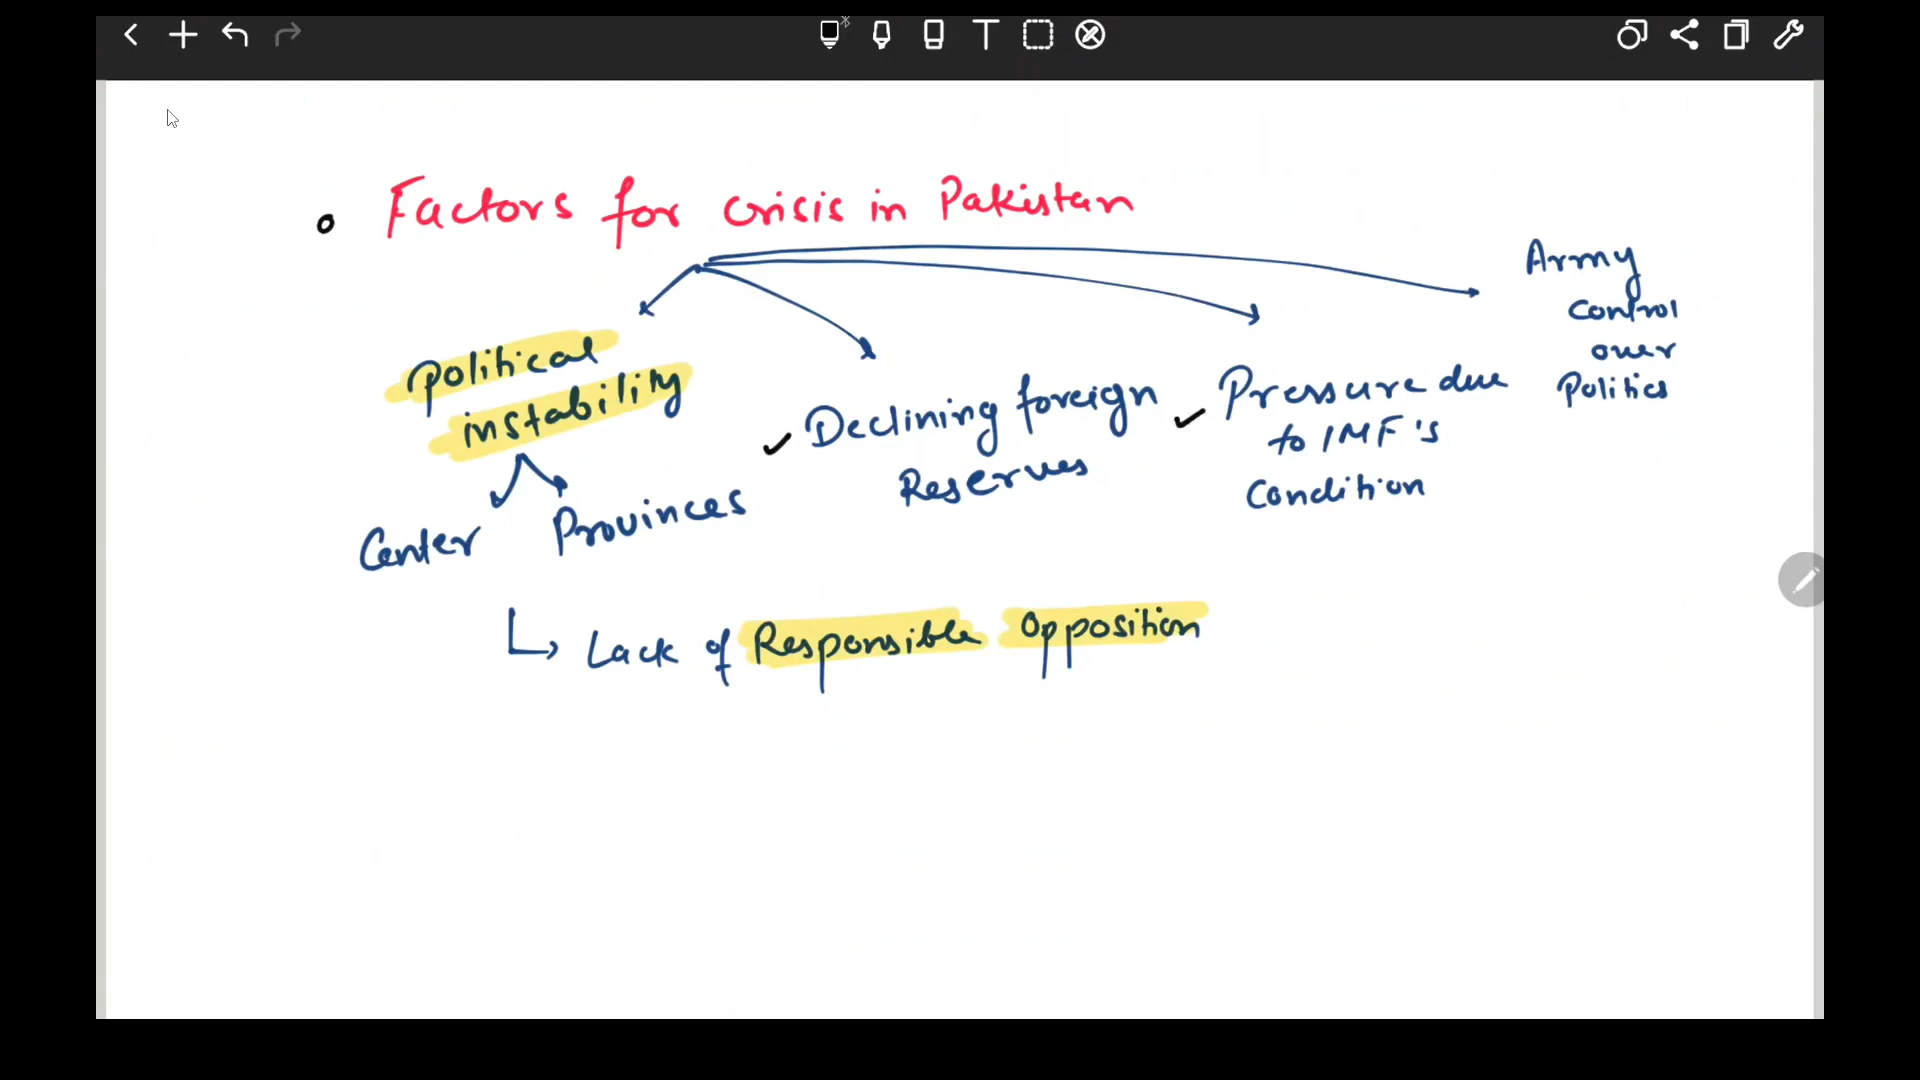 Factors for crisis in Pakistan
political
instability
Center
Provinces
Lack of Responsible Opposition
Declining foreign
Reserves
Pressure due
to IMF's
Condition
Army
Control
over
Politics